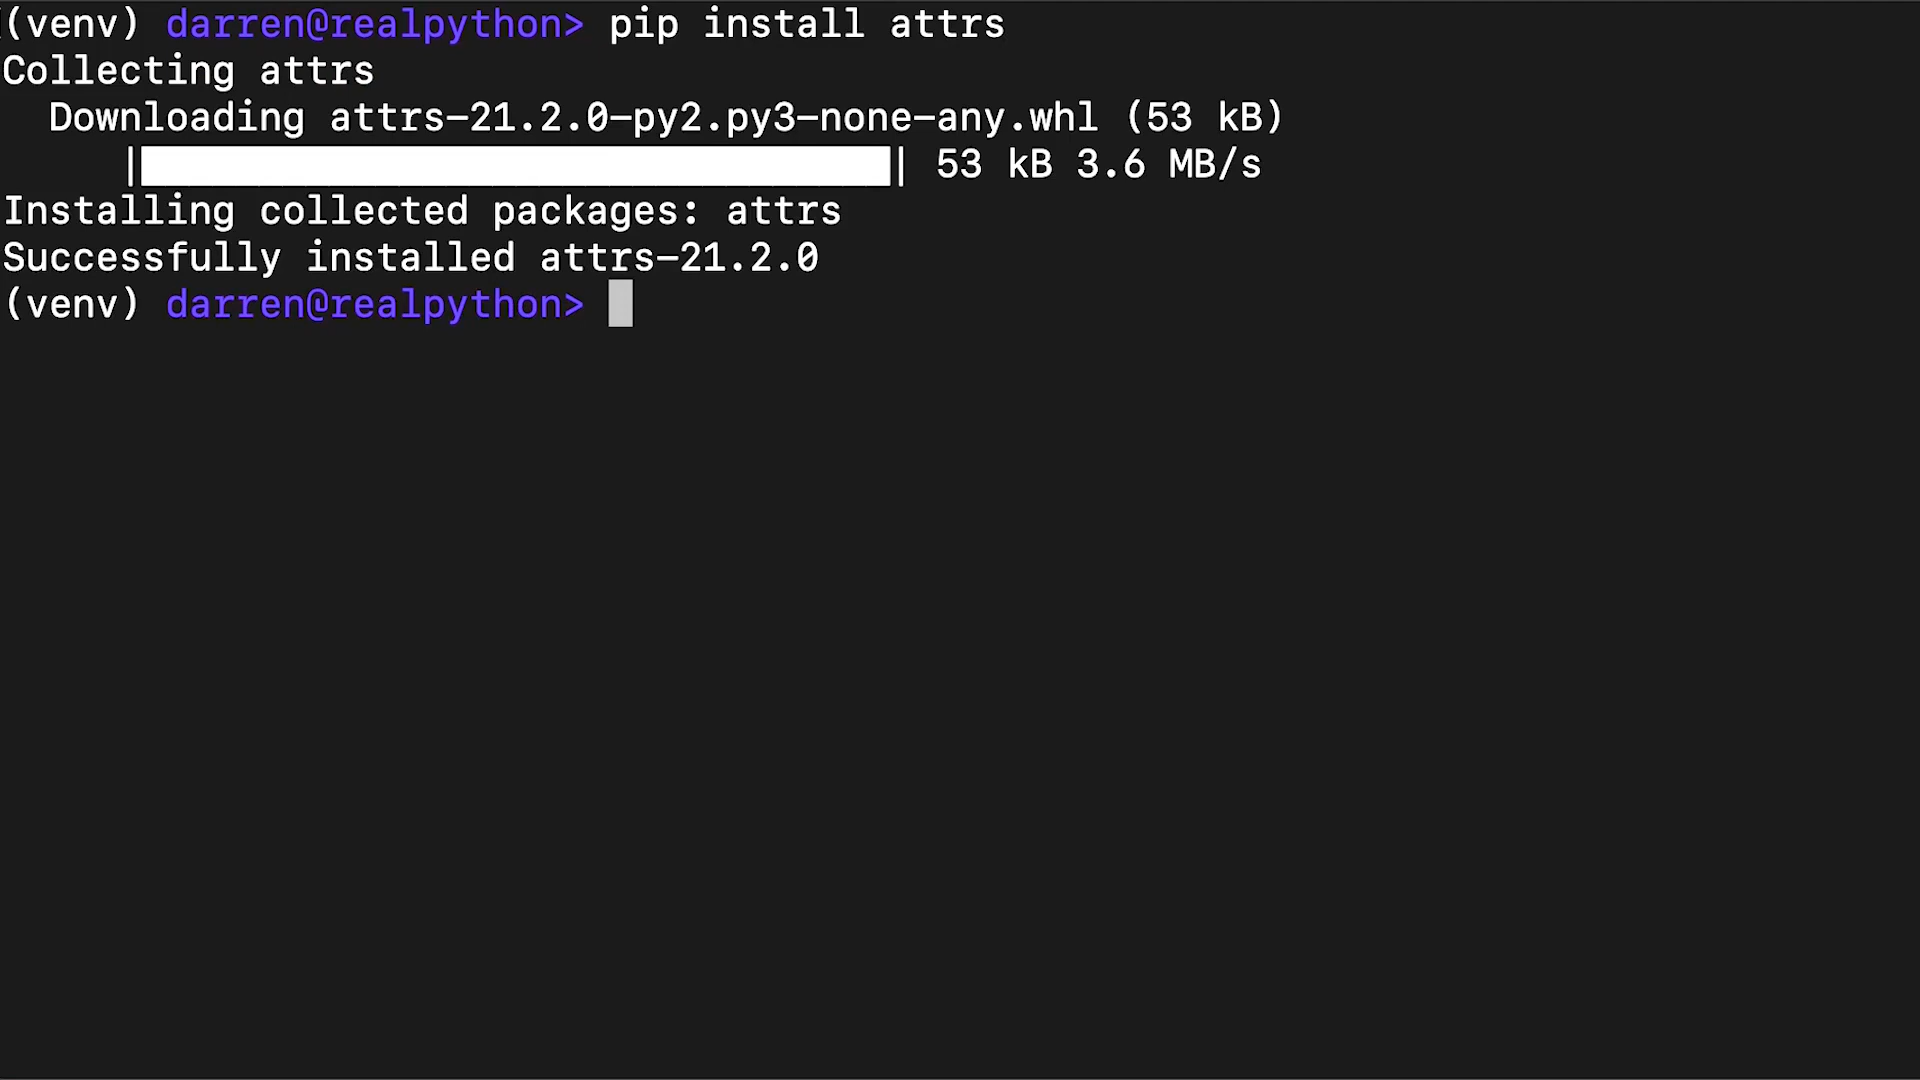 (venv) darren@realpython> pip install attrs
Collecting attrs
  Downloading attrs-21.2.0-py2.py3-none-any.whl (53 kB)
     |████████████████████████████████| 53 kB 3.6 MB/s
Installing collected packages: attrs
Successfully installed attrs-21.2.0
(venv) darren@realpython>